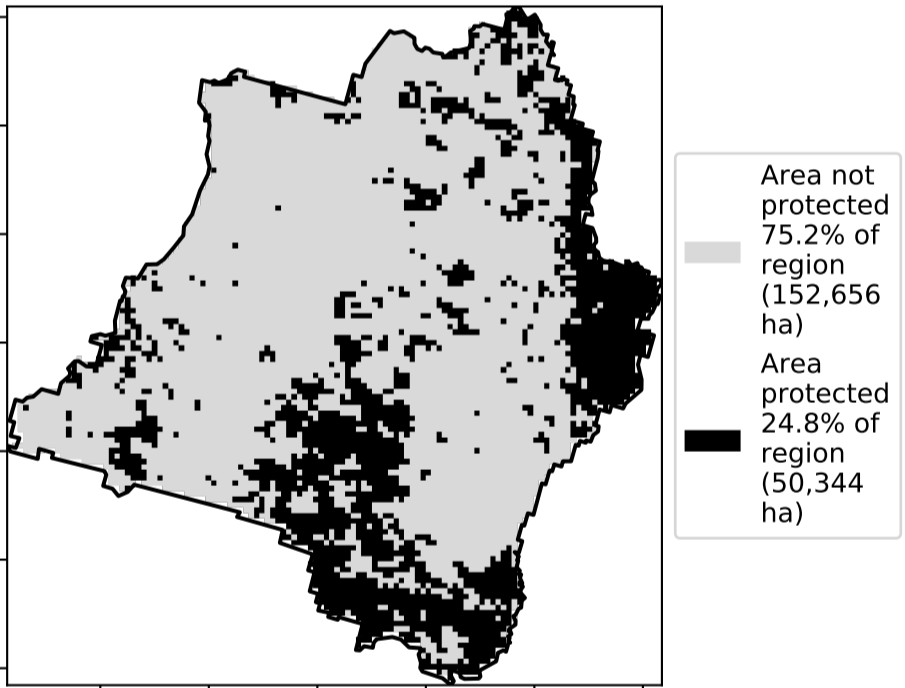 Area not
protected
75.2% of
region
(152,656
ha)
Area
protected
24.8% of
region
(50,344
ha)